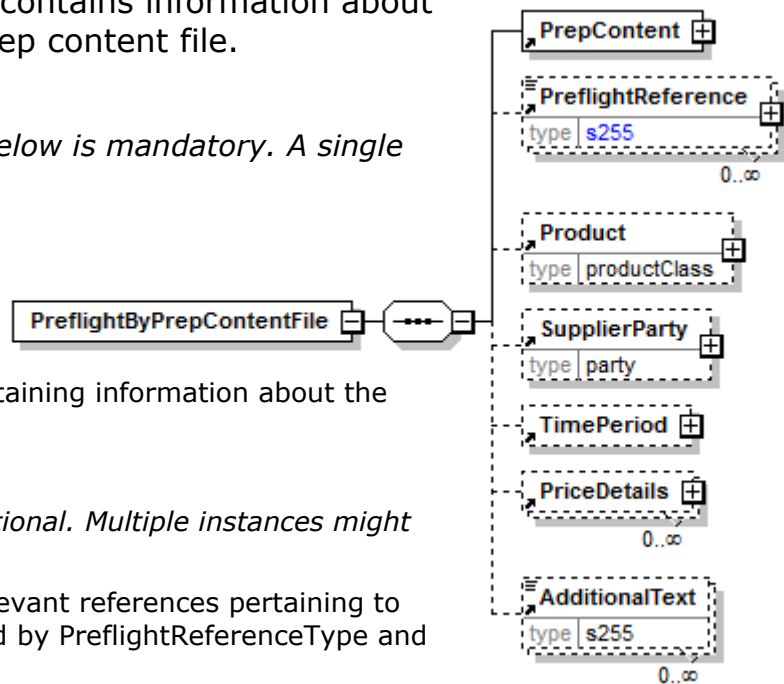 contains information about
ep content file.
elow is mandatory. A single
taining information about the
tional. Multiple instances might
evant references pertaining to
d by PreflightReferenceType and
PreflightByPrepContentFile
PrepContent
PreflightReference
type s255
0..∞
Product
type productClass
SupplierParty
type party
TimePeriod
PriceDetails
0..∞
AdditionalText
type s255
0..∞